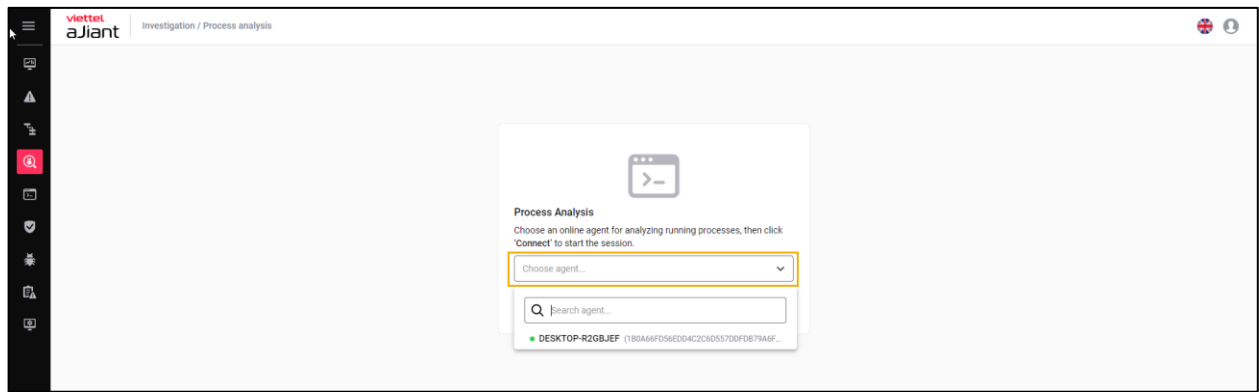 viettel
aJiant
Investigation / Process analysis
Process Analysis
Choose an online agent for analyzing running processes, then click
'Connect' to start the session.
Choose agent...
Search agent...
DESKTOP-R2GBJEF (1B0A66FD56EDD4C2C6D557DDFDB79A6F...